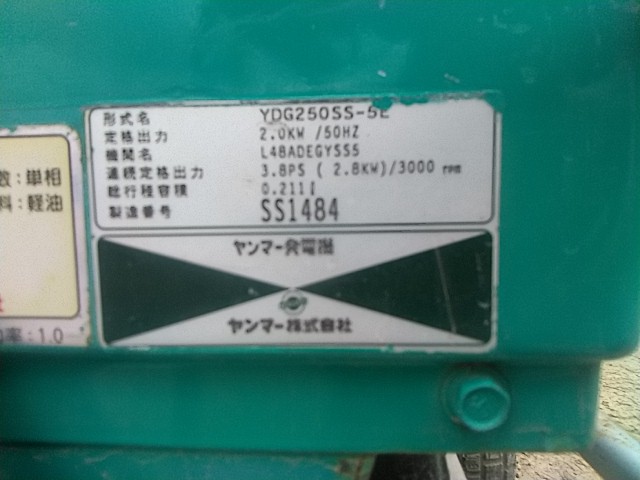 形式名 YDG250SS-5E
定格出力 2.0KW /50HZ
機関名 L48ADEGYSS5
連続定格出力 3.8PS ( 2.8KW)/3000 rpm
総行程容積 0.211l
製造番号 SS1484
ヤンマー発電機
ヤンマー株式会社
数:単相
料:軽油
率:1.0